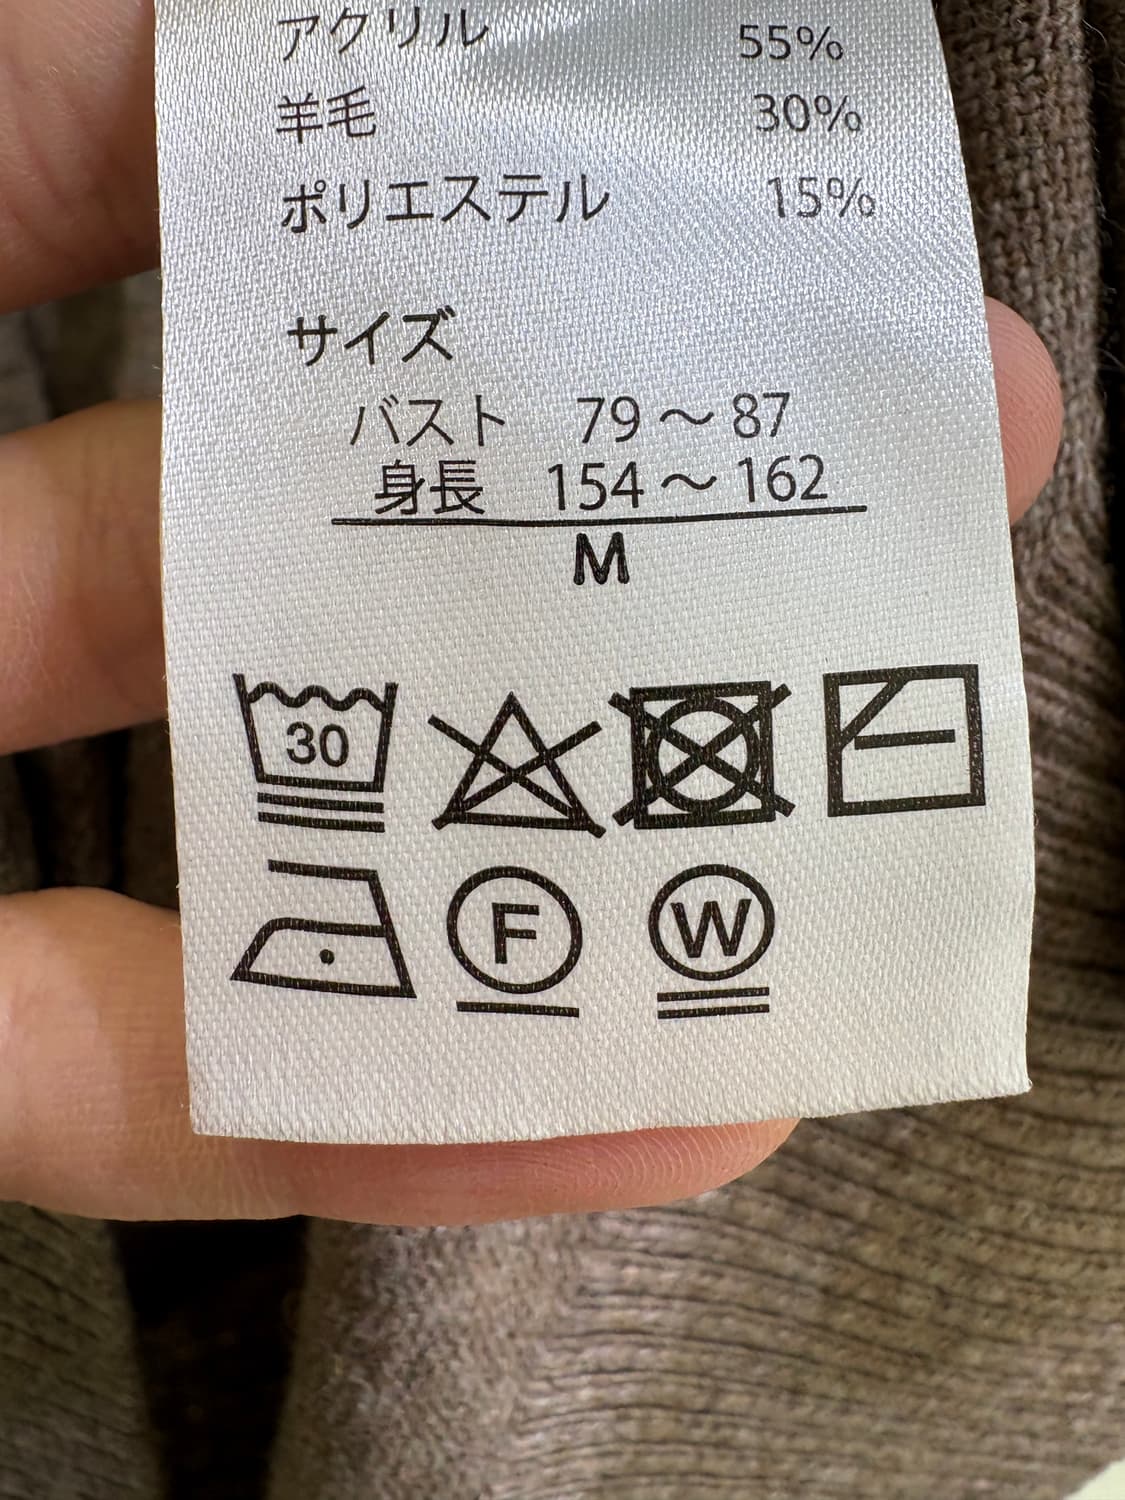 アクリル 55%
羊毛 30%
ポリエステル 15%
サイズ
バスト 79～87
身長 154～162
M
30
F
W